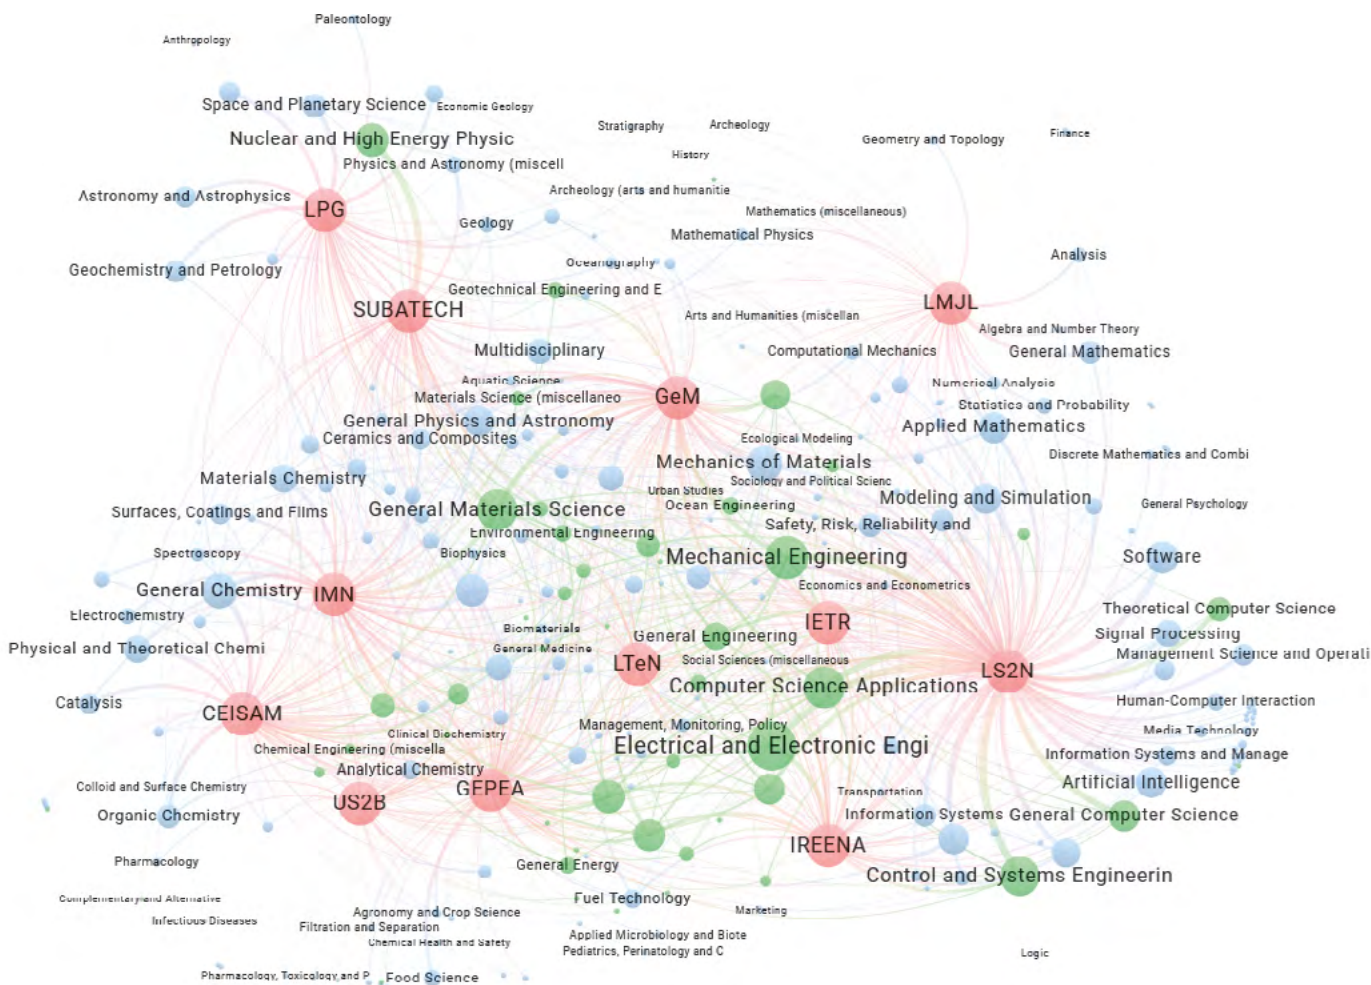 Paleontology
Anthropology
Space and Planetary Science
Economic Geology
Stratigraphy
Archeology
Finance
Nuclear and High Energy Physic
Geometry and Topology
History
Physics and Astronomy (miscell
Astronomy and Astrophysics
Archeology (arts and humanitie
LPG
Mathematics (miscellaneous)
Geology
Mathematical Physics
Analysis
Oceanography
Geochemistry and Petrology
Geotechnical Engineering and E
SUBATECH
LMJL
Arts and Humanities (miscellan
Algebra and Number Theory
Multidisciplinary
Computational Mechanics
General Mathematics
Aquatic Science
Numerical Analysis
Materials Science (miscellaneo
GeM
Statistics and Probability
General Physics and Astronomy
Applied Mathematics
Ceramics and Composites
Ecological Modeling
Discrete Mathematics and Combi
Mechanics of Materials
Materials Chemistry
Sociology and Political Scienc
Urban Studies
Modeling and Simulation
General Psychology
General Materials Science
Ocean Engineering
Surfaces, Coatings and Films
Safety, Risk, Reliability and
Environmental Engineering
Spectroscopy
Biophysics
Mechanical Engineering
Software
General Chemistry
IMN
Economics and Econometrics
Theoretical Computer Science
Electrochemistry
IETR
Biomaterials
General Engineering
Signal Processing
Physical and Theoretical Chemi
General Medicine
Management Science and Operati
LTeN
Social Sciences (miscellaneous
LS2N
Computer Science Applications
Catalysis
Human-Computer Interaction
CEISAM
Management, Monitoring, Policy
Media Technology
Clinical Biochemistry
Chemical Engineering (miscella
Electrical and Electronic Engi
Information Systems and Manage
Analytical Chemistry
Artificial Intelligence
Colloid and Surface Chemistry
GEPEA
Transportation
US2B
Organic Chemistry
Information Systems
General Computer Science
IREENA
Pharmacology
General Energy
Control and Systems Engineerin
Complementary and Alternative
Fuel Technology
Infectious Diseases
Agronomy and Crop Science
Marketing
Filtration and Separation
Applied Microbiology and Biote
Chemical Health and Safety
Pediatrics, Perinatology and C
Logic
Pharmacology, Toxicology and P
Food Science